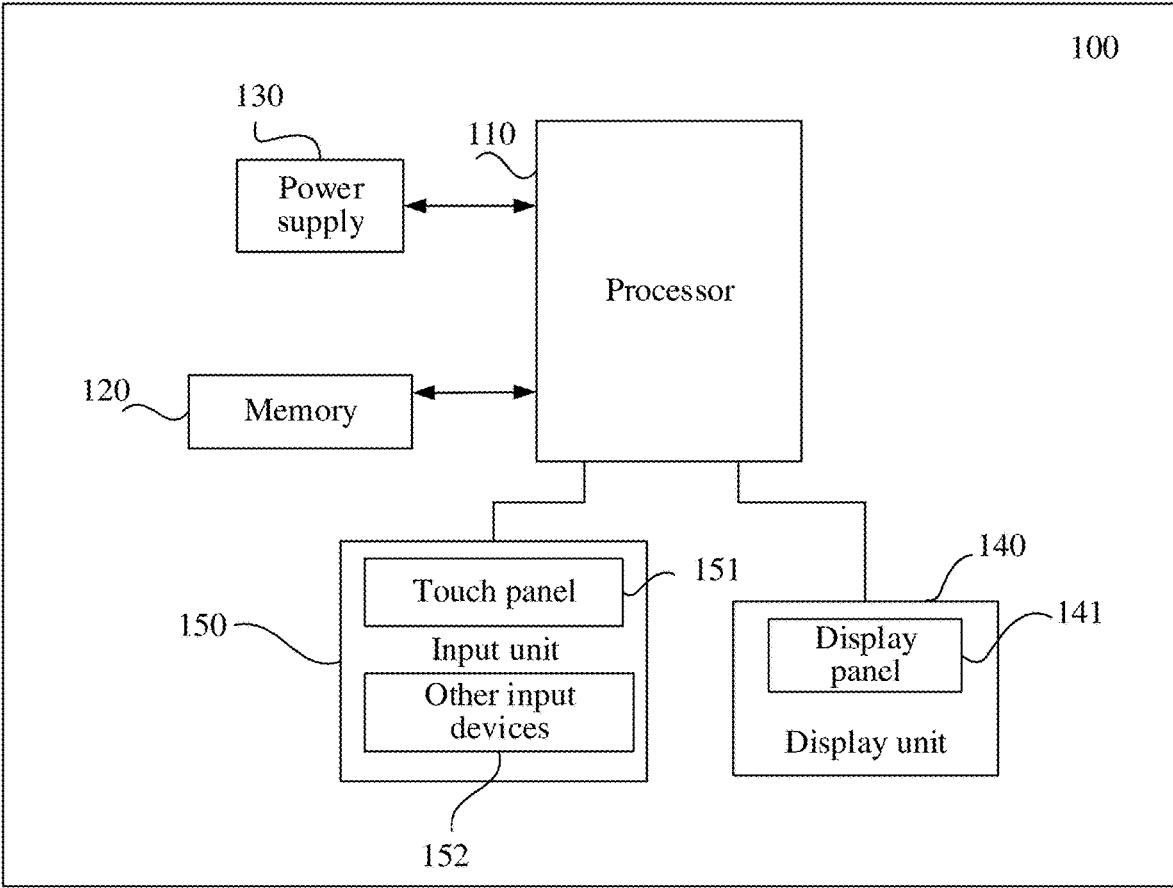 100
130
110
Power
supply
Processor
120
Memory
140
151
Touch panel
141
150
Display
panel
Input unit
Other input
devices
Display unit
152